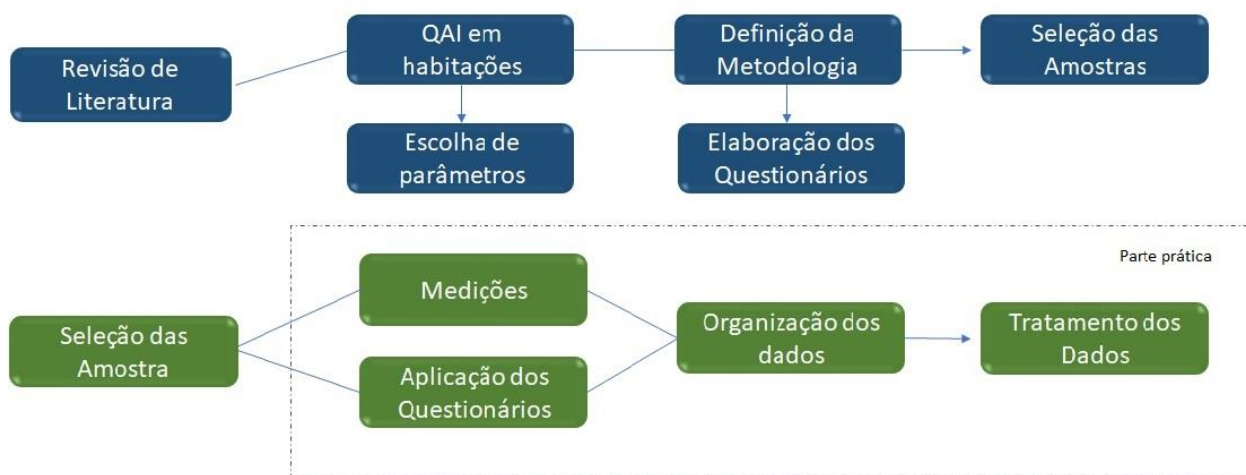 Revisão de
Literatura
QAI em
habitações
Definição da
Metodologia
Seleção das
Amostras
Escolha de
parâmetros
Elaboração dos
Questionários
Parte prática
Seleção das
Amostra
Medições
Aplicação dos
Questionários
Organização dos
dados
Tratamento dos
Dados